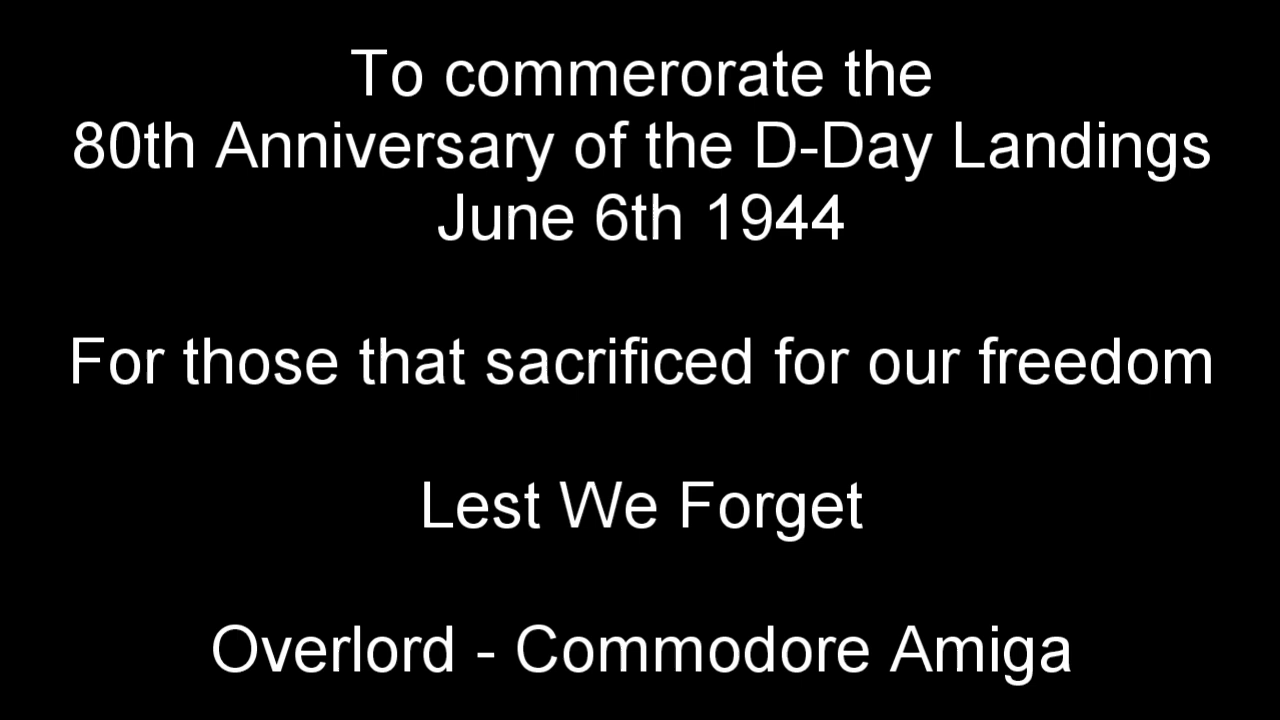 To commerorate the
80th Anniversary of the D-Day Landings
June 6th 1944
For those that sacrificed for our freedom
Lest We Forget
Overlord - Commodore Amiga